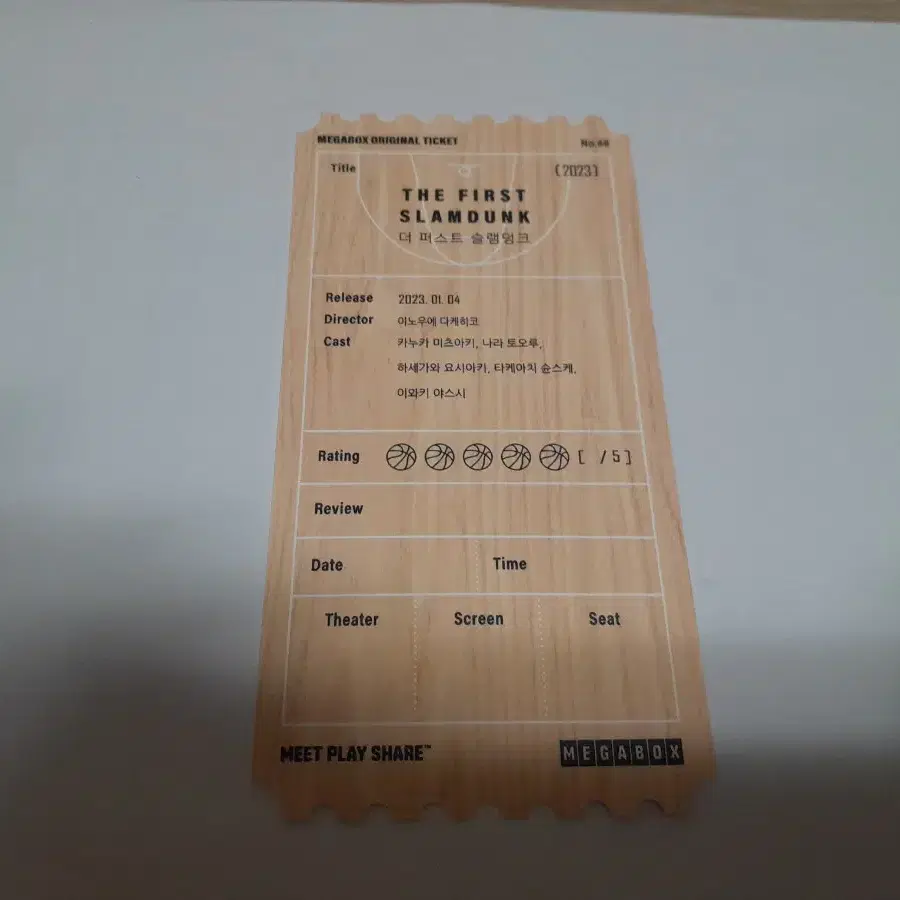 MEGABOX ORIGINAL TICKET
Title
(2023)
THE FIRST
SLAMDUNK
더 퍼스트 슬램덩크
Release 2023. 01. 04
Director 이노우에 다케히코
Cast 카누카 미츠아키, 나라 토오루,
하세가와 요시아키, 타케아치 슌스케,
이와키 야스시
Rating [ /5]
Review
Date Time
Theater Screen Seat
MEET PLAY SHARE™ MEGABOX